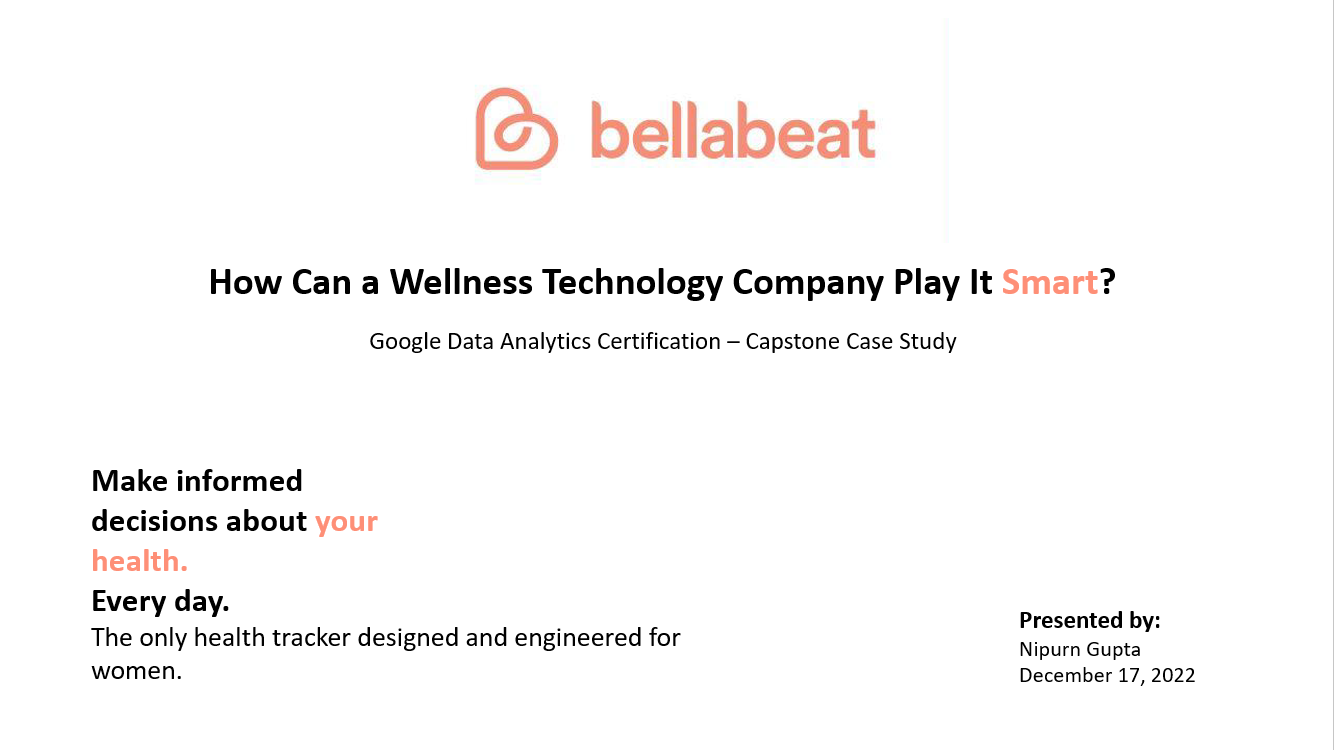 bellabeat
How Can a Wellness Technology Company Play It Smart?
Google Data Analytics Certification – Capstone Case Study
Make informed
decisions about your
health.
Every day.
The only health tracker designed and engineered for
women.
Presented by:
Nipurn Gupta
December 17, 2022